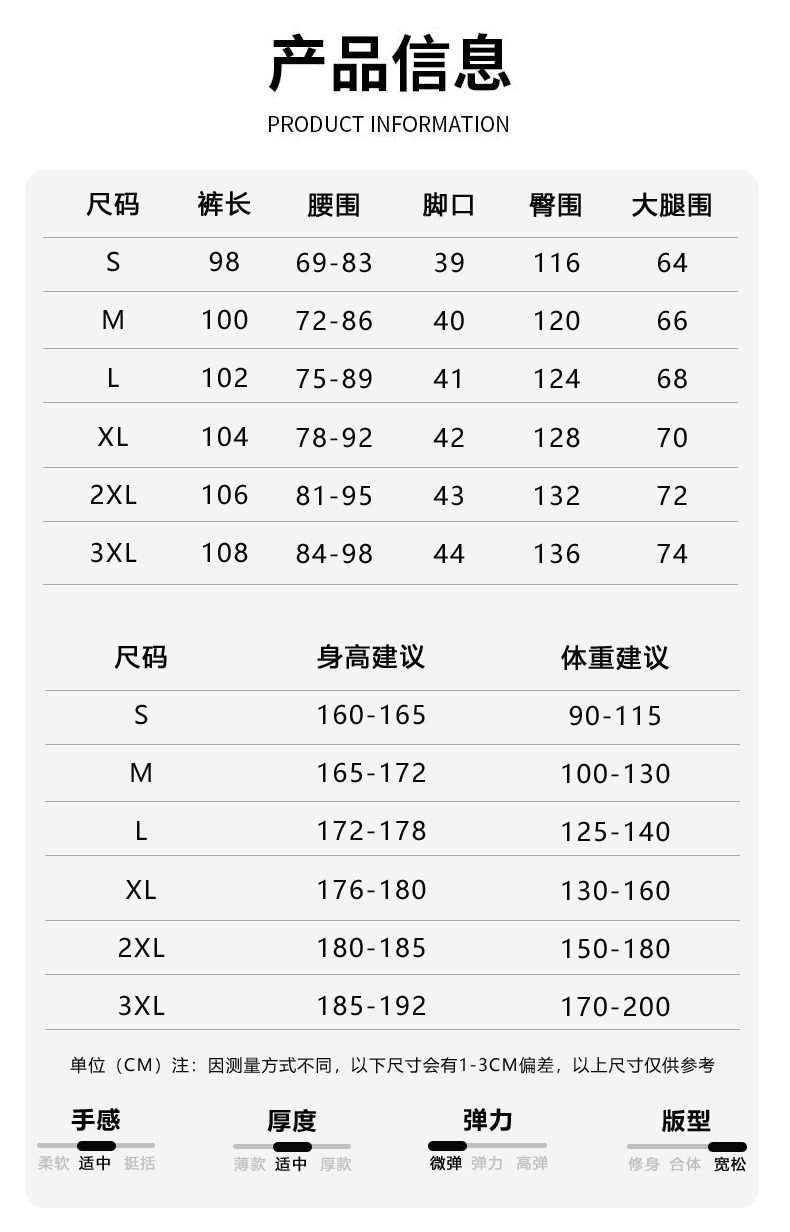 产品信息
PRODUCT INFORMATION
尺码 裤长 腰围 脚口 臀围 大腿围
S 98 69-83 39 116 64
M 100 72-86 40 120 66
L 102 75-89 41 124 68
XL 104 78-92 42 128 70
2XL 106 81-95 43 132 72
3XL 108 84-98 44 136 74
尺码 身高建议 体重建议
S 160-165 90-115
M 165-172 100-130
L 172-178 125-140
XL 176-180 130-160
2XL 180-185 150-180
3XL 185-192 170-200
单位（CM）注：因测量方式不同，以下尺寸会有1-3CM偏差，以上尺寸仅供参考
手感 厚度 弹力 版型
柔软 适中 挺括 薄款 适中 厚款 微弹 弹力 高弹 修身 合体 宽松